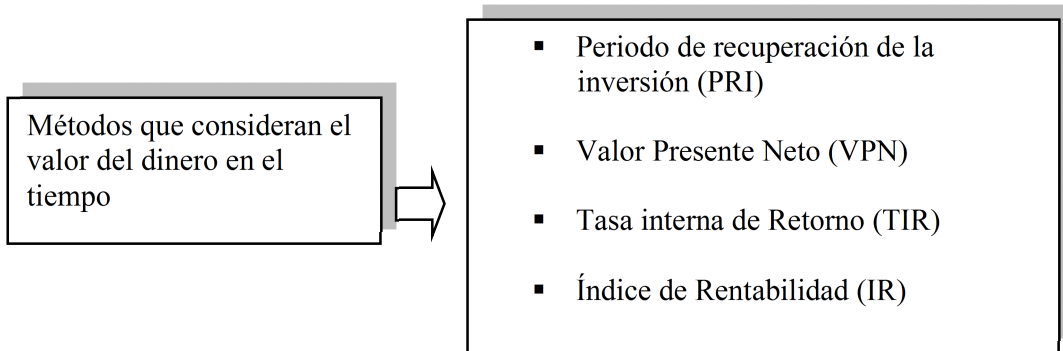 Métodos que consideran el
valor del dinero en el
tiempo
▪ Periodo de recuperación de la
inversión (PRI)
▪ Valor Presente Neto (VPN)
▪ Tasa interna de Retorno (TIR)
▪ Índice de Rentabilidad (IR)